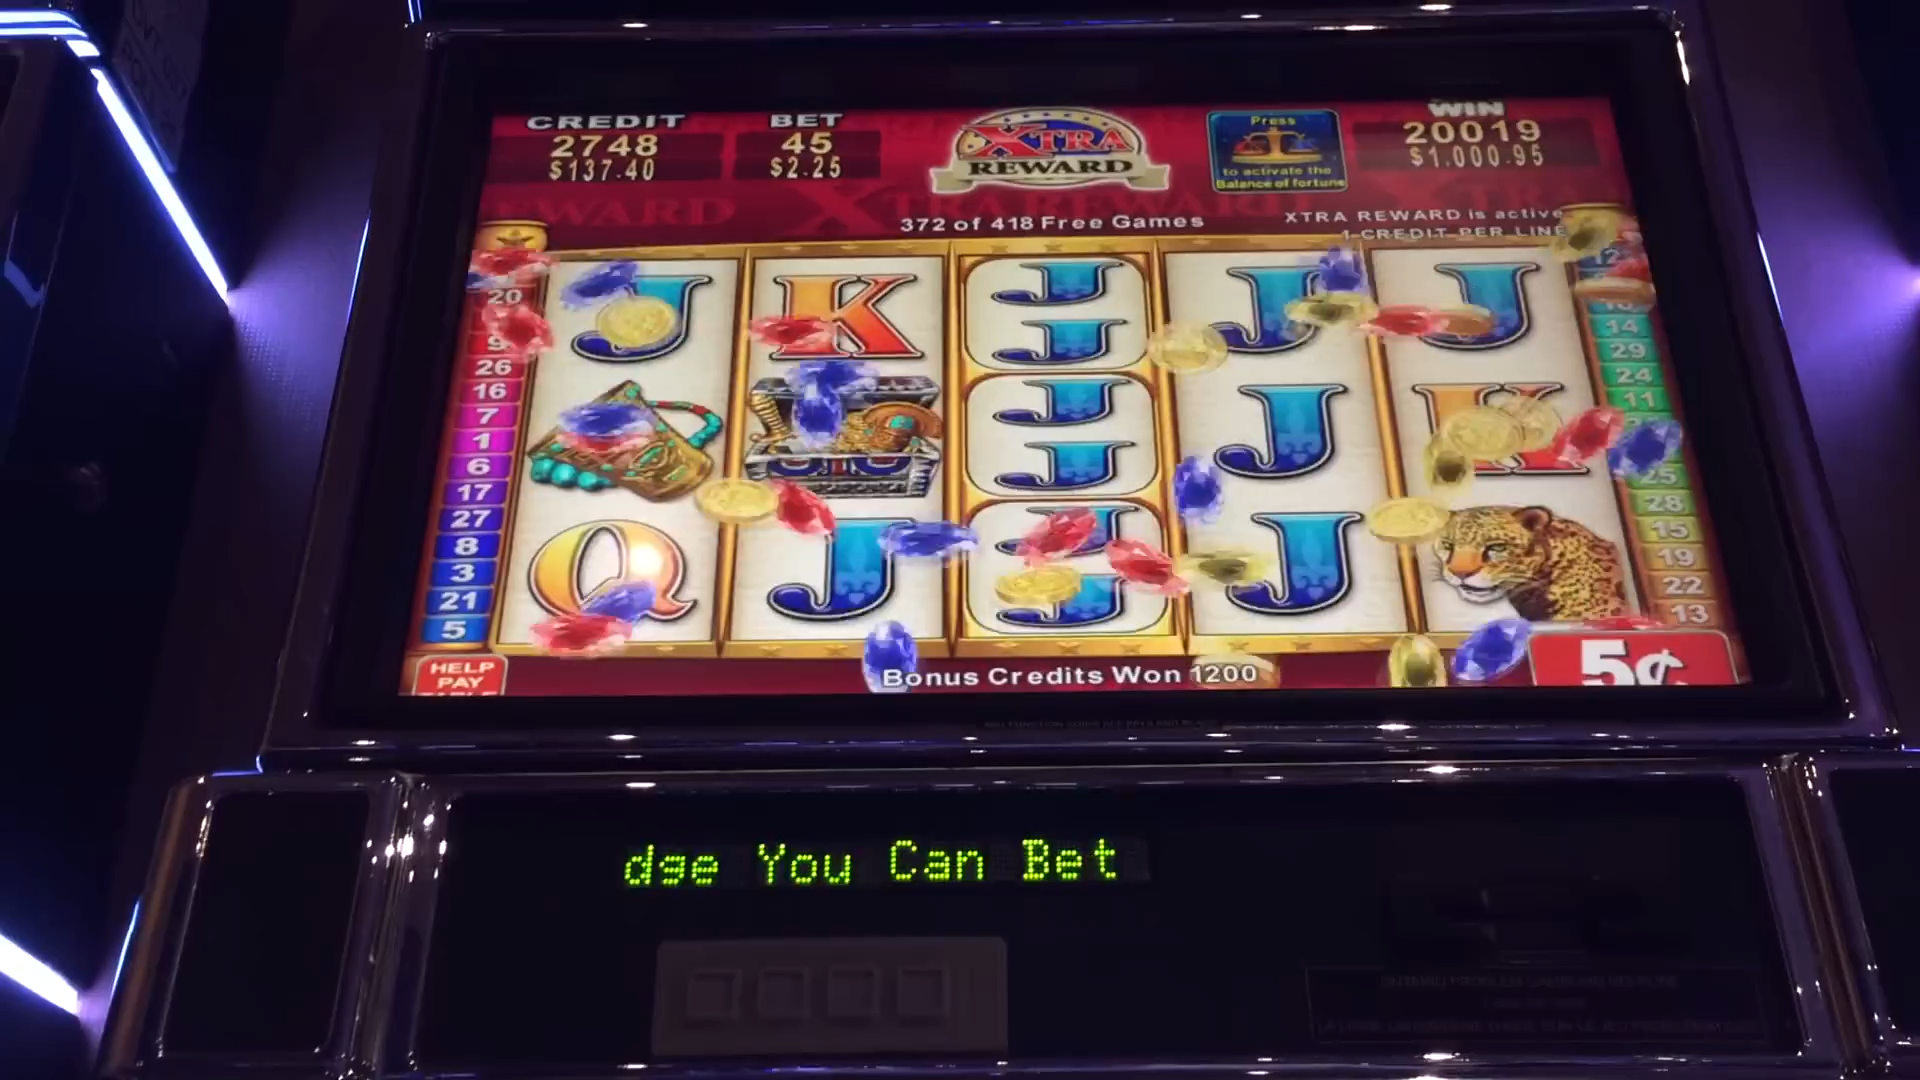 CREDIT
2748
$137.40
BET
45
$2.25
XTRA
REWARD
Press
to activate the
Balance of fortune
WIN
20019
$1,000.95
372 of 418 Free Games
XTRA REWARD is active
1 CREDIT PER LINE
20
9
26
16
7
1
6
17
27
8
3
21
5
J
K
J
J
J
J
J
J
J
J
K
Q
J
J
J
J
14
29
24
11
25
28
15
19
22
13
HELP
PAY
Bonus Credits Won 1200
5¢
dge You Can Bet